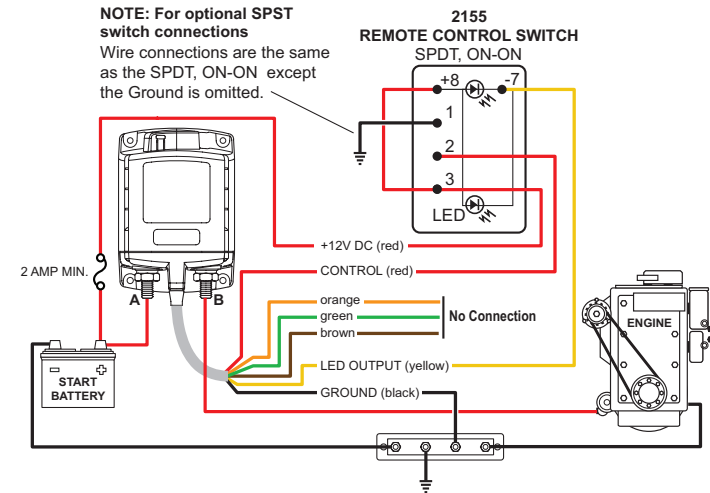 NOTE: For optional SPST
switch connections
Wire connections are the same
as the SPDT, ON-ON except
the Ground is omitted.
2155
REMOTE CONTROL SWITCH
SPDT, ON-ON
+8
-7
1
2
3
LED
+12V DC (red)
2 AMP MIN.
CONTROL (red)
A
B
orange
green
brown
No Connection
ENGINE
LED OUTPUT (yellow)
- +
START
BATTERY
GROUND (black)